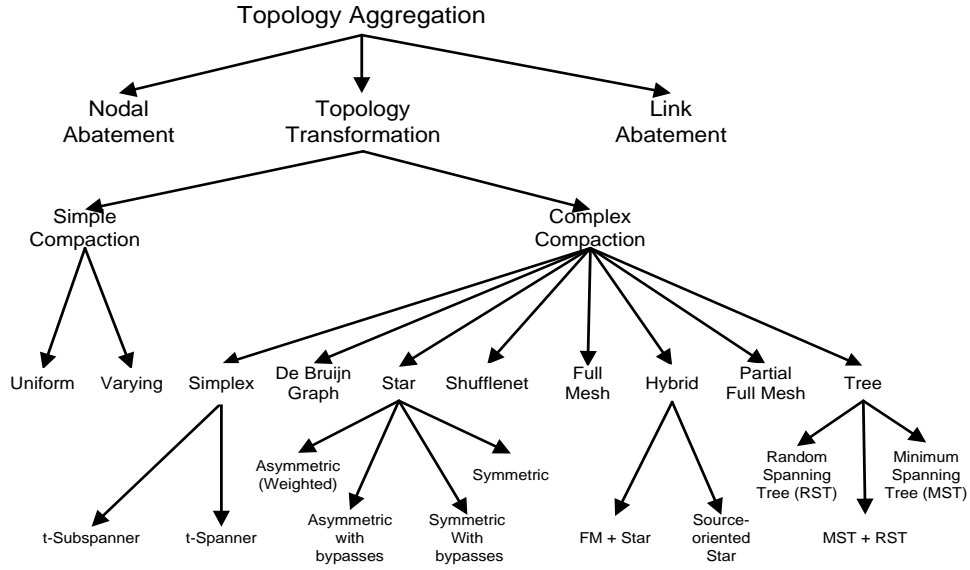 Topology Aggregation
Nodal
Abatement
Topology
Transformation
Link
Abatement
Simple
Compaction
Complex
Compaction
Uniform
Varying
Simplex
De Bruijn
Graph
Star
Shufflenet
Full
Mesh
Hybrid
Partial
Full Mesh
Tree
Asymmetric
(Weighted)
Symmetric
Random
Spanning
Tree (RST)
Minimum
Spanning
Tree (MST)
t-Subspanner
t-Spanner
Asymmetric
with
bypasses
Symmetric
With
bypasses
FM + Star
Source-
oriented
Star
MST + RST